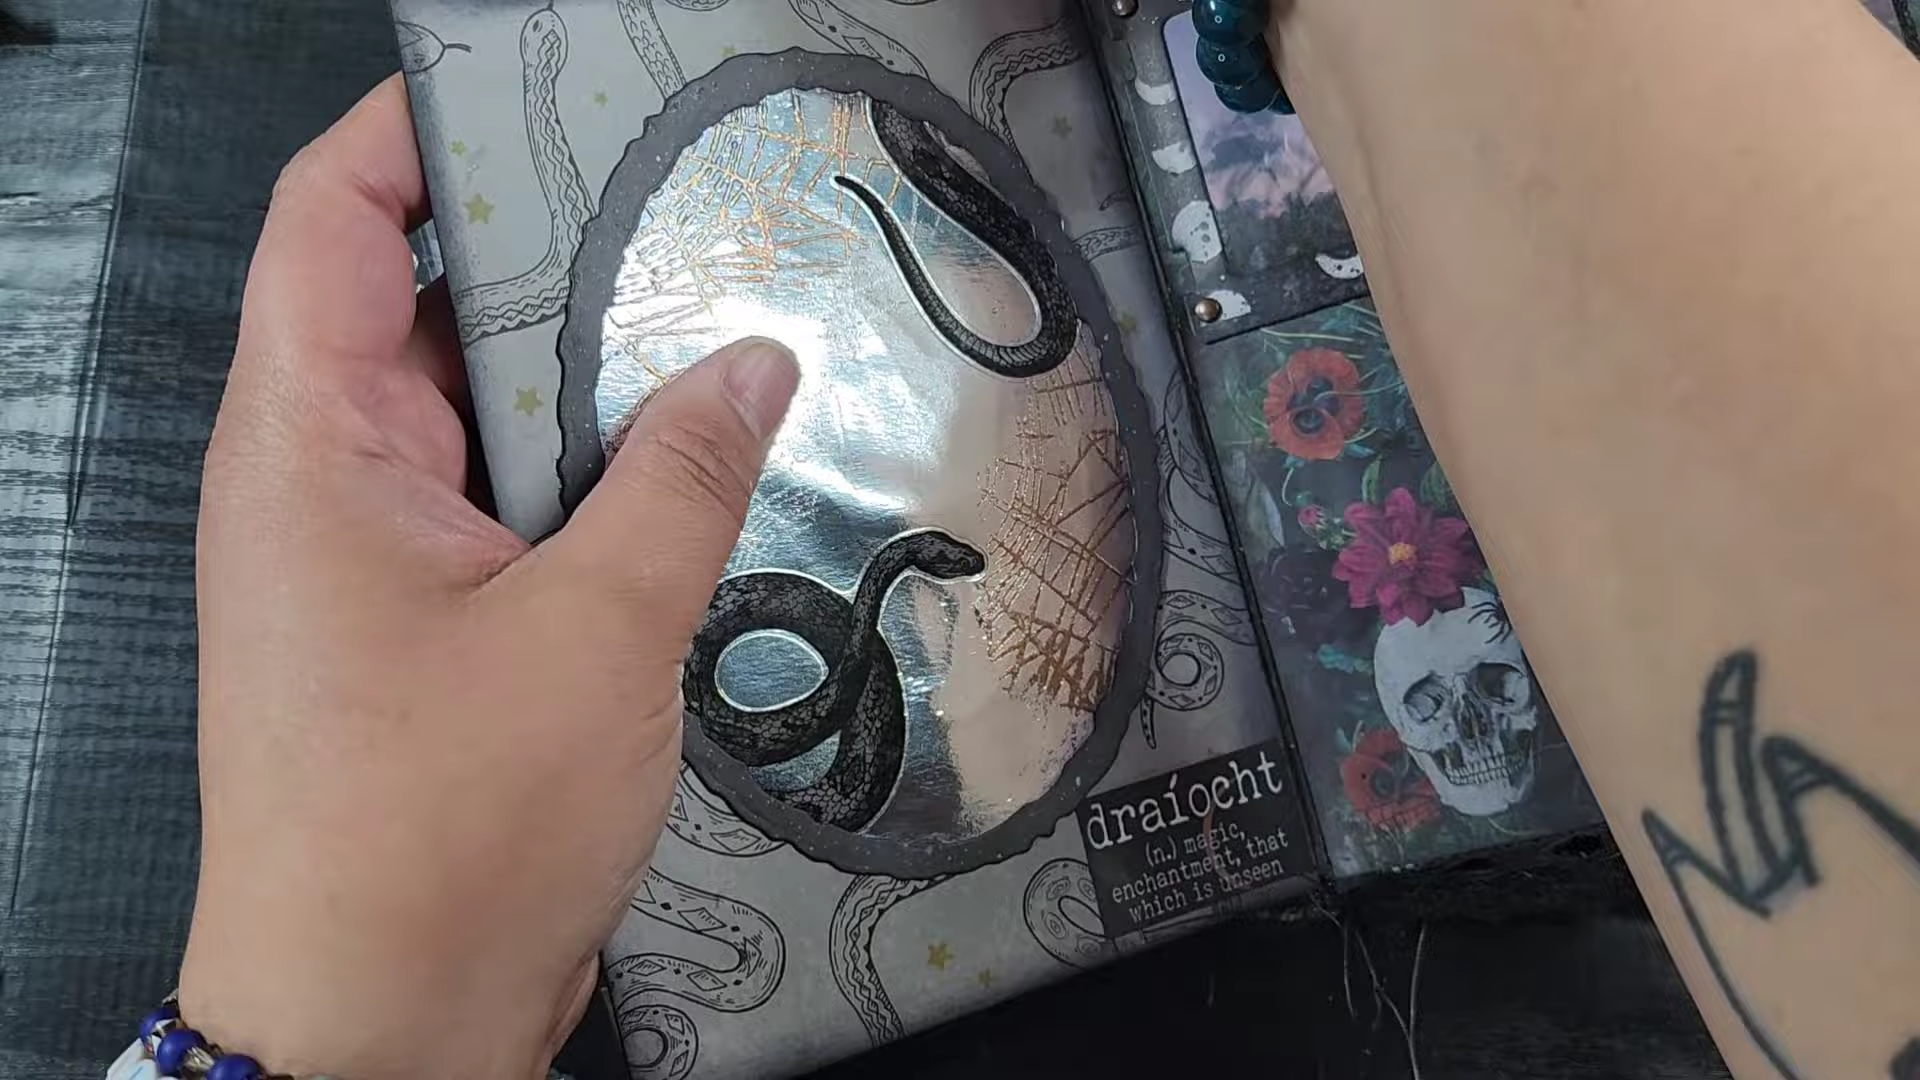 draíocht
(n.) magic,
enchantment, that
which is unseen